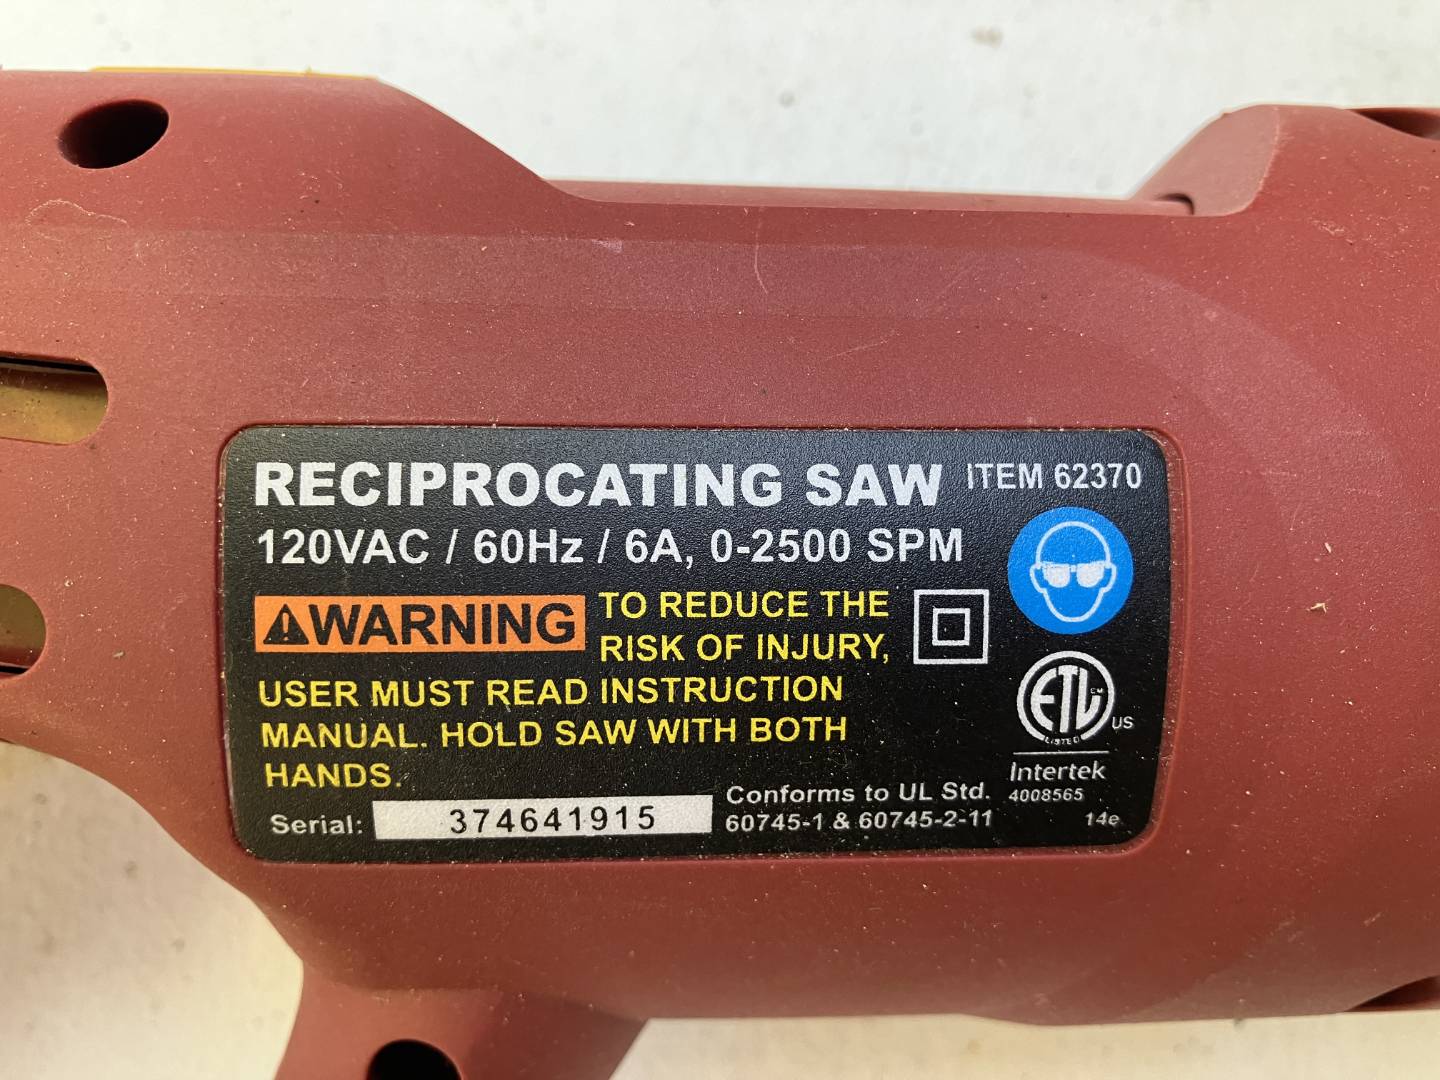 RECIPROCATING SAW ITEM 62370
120VAC / 60Hz / 6A, 0-2500 SPM
WARNING TO REDUCE THE
RISK OF INJURY,
USER MUST READ INSTRUCTION
MANUAL. HOLD SAW WITH BOTH
HANDS.
Serial: 374641915
Conforms to UL Std.
60745-1 & 60745-2-11
ETL CM
LISTED US
Intertek
4008565
14e